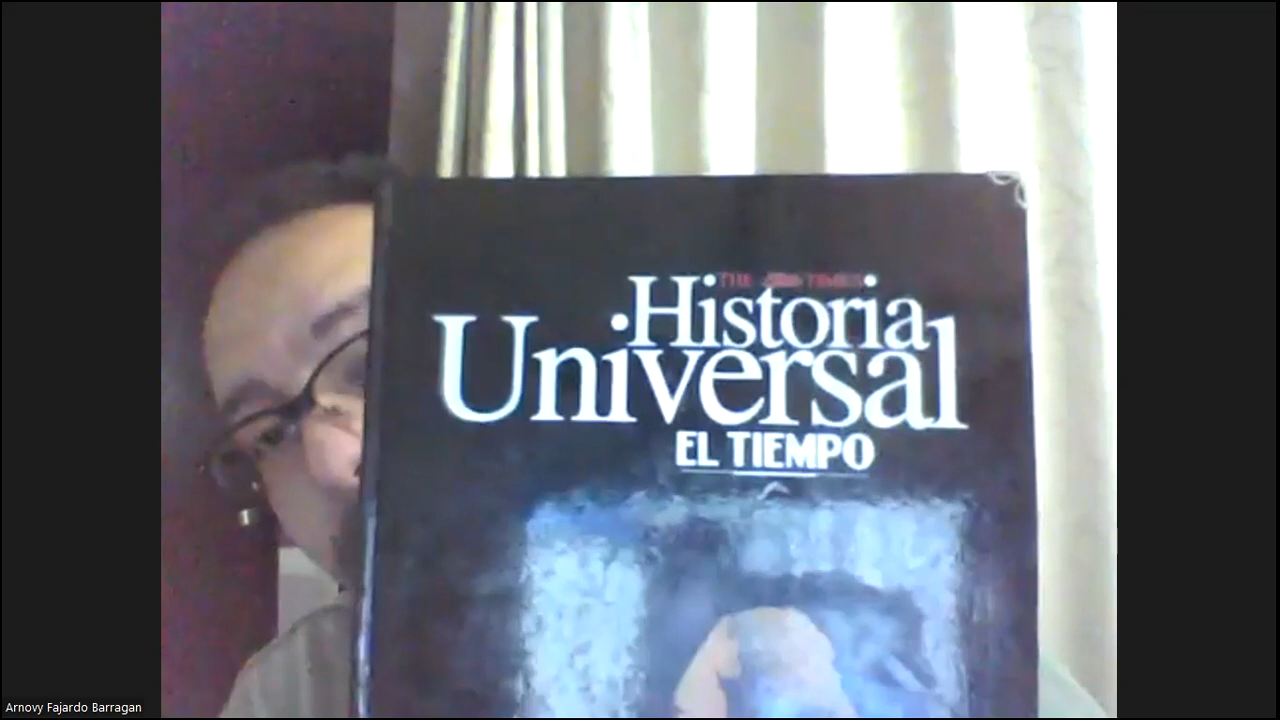 THE TIMES
Historia
Universal
EL TIEMPO
Arnovy Fajardo Barragan